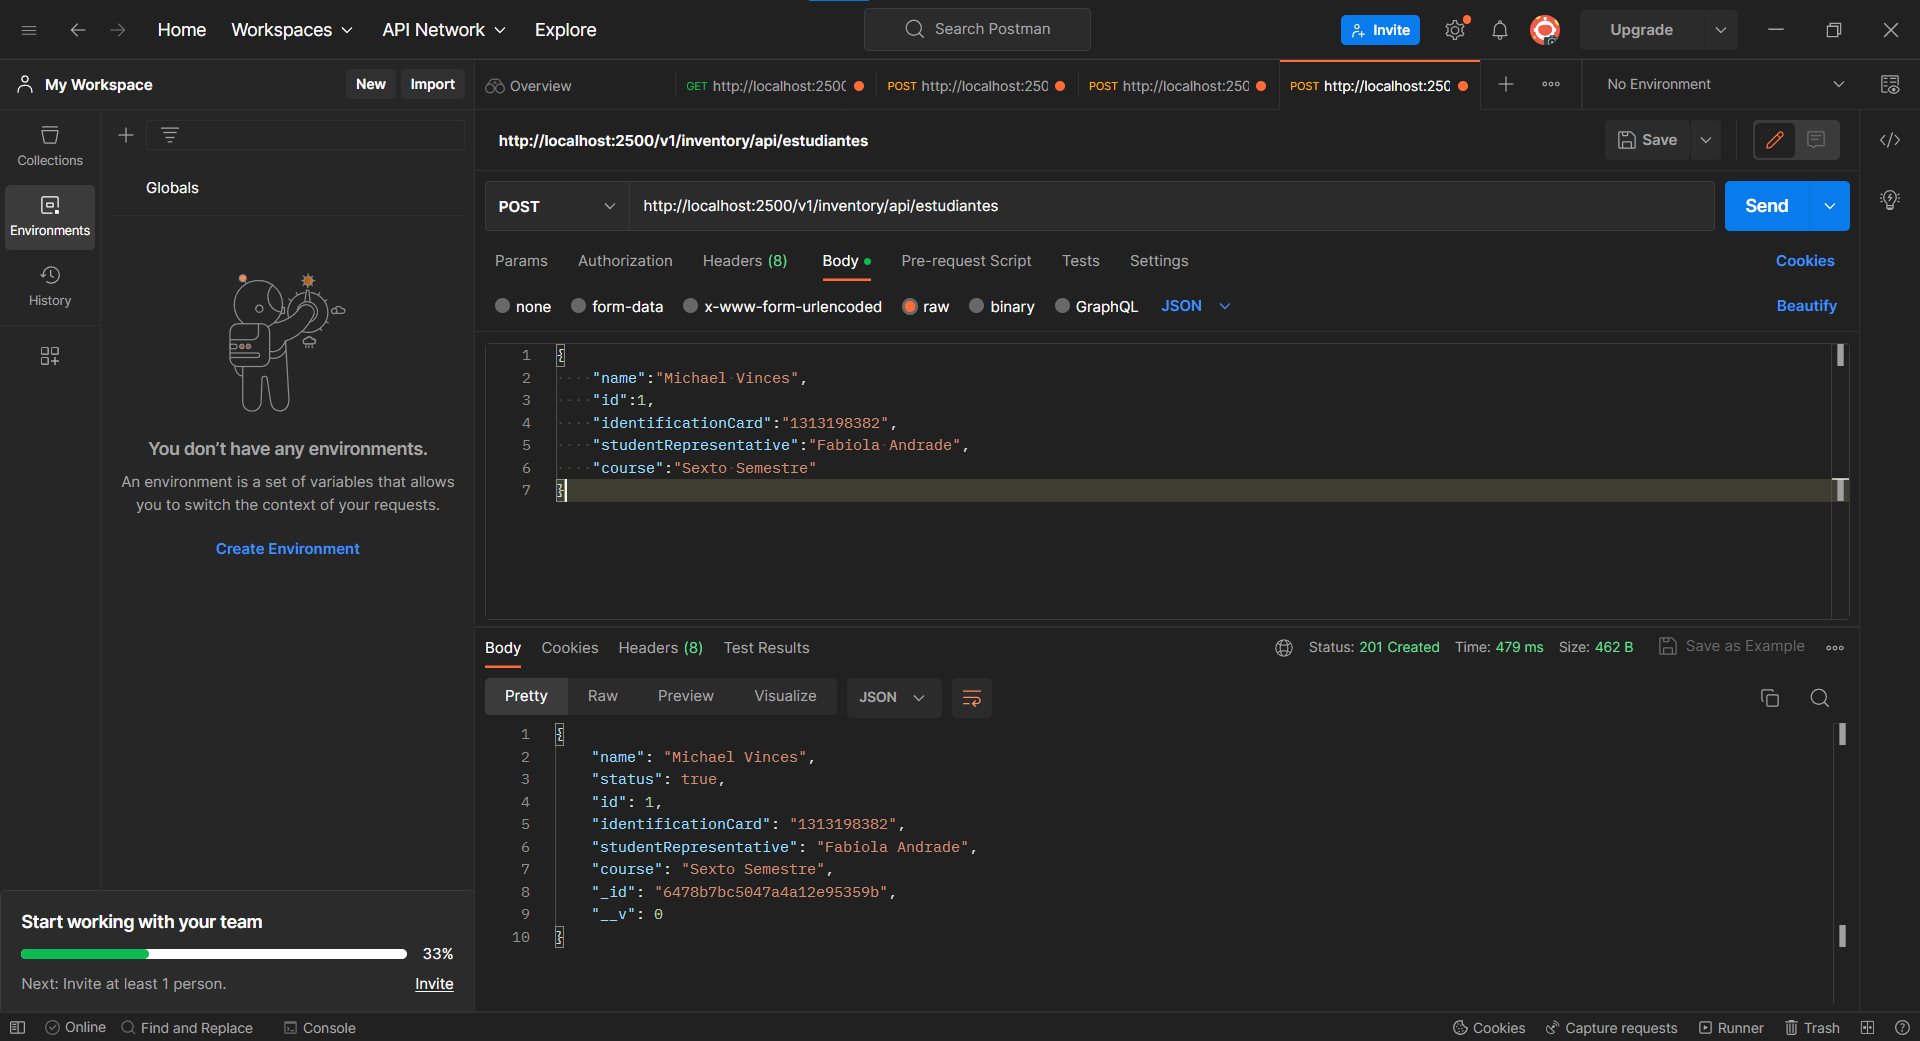 Home Workspaces API Network Explore Search Postman Invite Upgrade
My Workspace New Import Overview GET http://localhost:2500 POST http://localhost:250 POST http://localhost:250 POST http://localhost:250 No Environment
Collections
Environments
History
Globals
You don't have any environments.
An environment is a set of variables that allows
you to switch the context of your requests.
Create Environment
Start working with your team
33%
Next: Invite at least 1 person. Invite
http://localhost:2500/v1/inventory/api/estudiantes Save
POST http://localhost:2500/v1/inventory/api/estudiantes Send
Params Authorization Headers (8) Body Pre-request Script Tests Settings Cookies
none form-data x-www-form-urlencoded raw binary GraphQL JSON Beautify
1 {
2 "name":"Michael Vinces",
3 "id":1,
4 "identificationCard":"1313198382",
5 "studentRepresentative":"Fabiola Andrade",
6 "course":"Sexto Semestre"
7 }
Body Cookies Headers (8) Test Results Status: 201 Created Time: 479 ms Size: 462 B Save as Example
Pretty Raw Preview Visualize JSON
1 {
2 "name": "Michael Vinces",
3 "status": true,
4 "id": 1,
5 "identificationCard": "1313198382",
6 "studentRepresentative": "Fabiola Andrade",
7 "course": "Sexto Semestre",
8 "_id": "6478b7bc5047a4a12e95359b",
9 "__v": 0
10 }
Online Find and Replace Console Cookies Capture requests Runner Trash